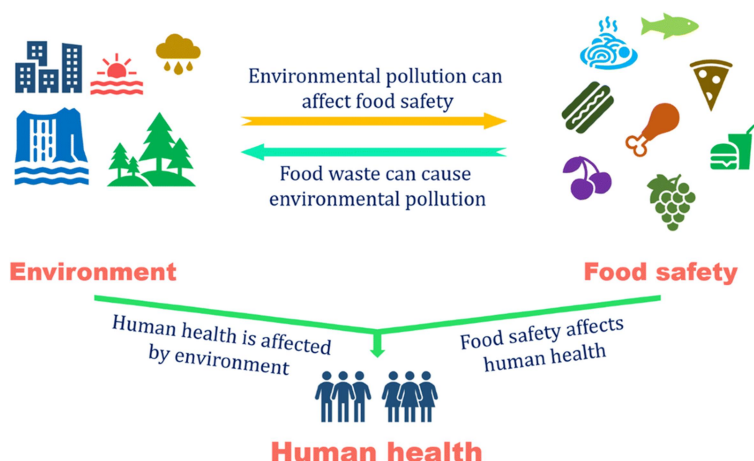 Environmental pollution can
affect food safety
Food waste can cause
environmental pollution
Environment
Food safety
Human health is affected
by environment
Food safety affects
human health
Human health